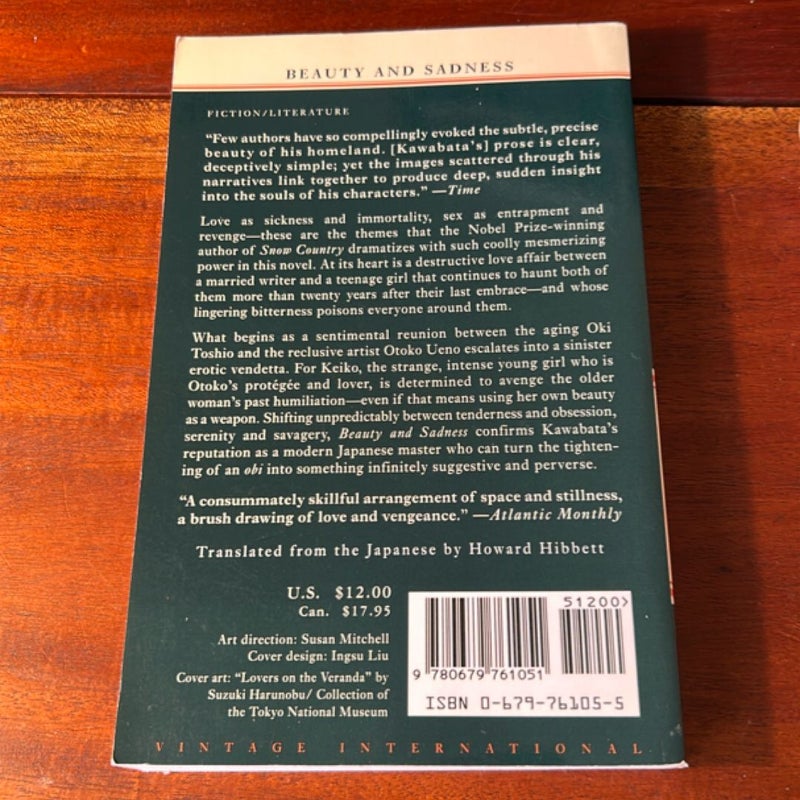 BEAUTY AND SADNESS
FICTION/LITERATURE
“Few authors have so compellingly evoked the subtle, precise
beauty of his homeland. [Kawabata’s] prose is clear,
deceptively simple; yet the images scattered through his
narratives link together to produce deep, sudden insight
into the souls of his characters.” —Time
Love as sickness and immortality, sex as entrapment and
revenge—these are the themes that the Nobel Prize-winning
author of Snow Country dramatizes with such coolly mesmerizing
power in this novel. At its heart is a destructive love affair between
a married writer and a teenage girl that continues to haunt both of
them more than twenty years after their last embrace—and whose
lingering bitterness poisons everyone around them.
What begins as a sentimental reunion between the aging Oki
Toshio and the reclusive artist Otoko Ueno escalates into a sinister
erotic vendetta. For Keiko, the strange, intense young girl who is
Otoko’s protégée and lover, is determined to avenge the older
woman’s past humiliation—even if that means using her own beauty
as a weapon. Shifting unpredictably between tenderness and obsession,
serenity and savagery, Beauty and Sadness confirms Kawabata’s
reputation as a modern Japanese master who can turn the tighten-
ing of an obi into something infinitely suggestive and perverse.
“A consummately skillful arrangement of space and stillness,
a brush drawing of love and vengeance.” —Atlantic Monthly
Translated from the Japanese by Howard Hibbett
U.S. $12.00
Can. $17.95
Art direction: Susan Mitchell
Cover design: Ingsu Liu
Cover art: “Lovers on the Veranda” by
Suzuki Harunobu/ Collection of
the Tokyo National Museum
51200>
9 780679 761051
ISBN 0-679-76105-5
VINTAGE INTERNATIONAL